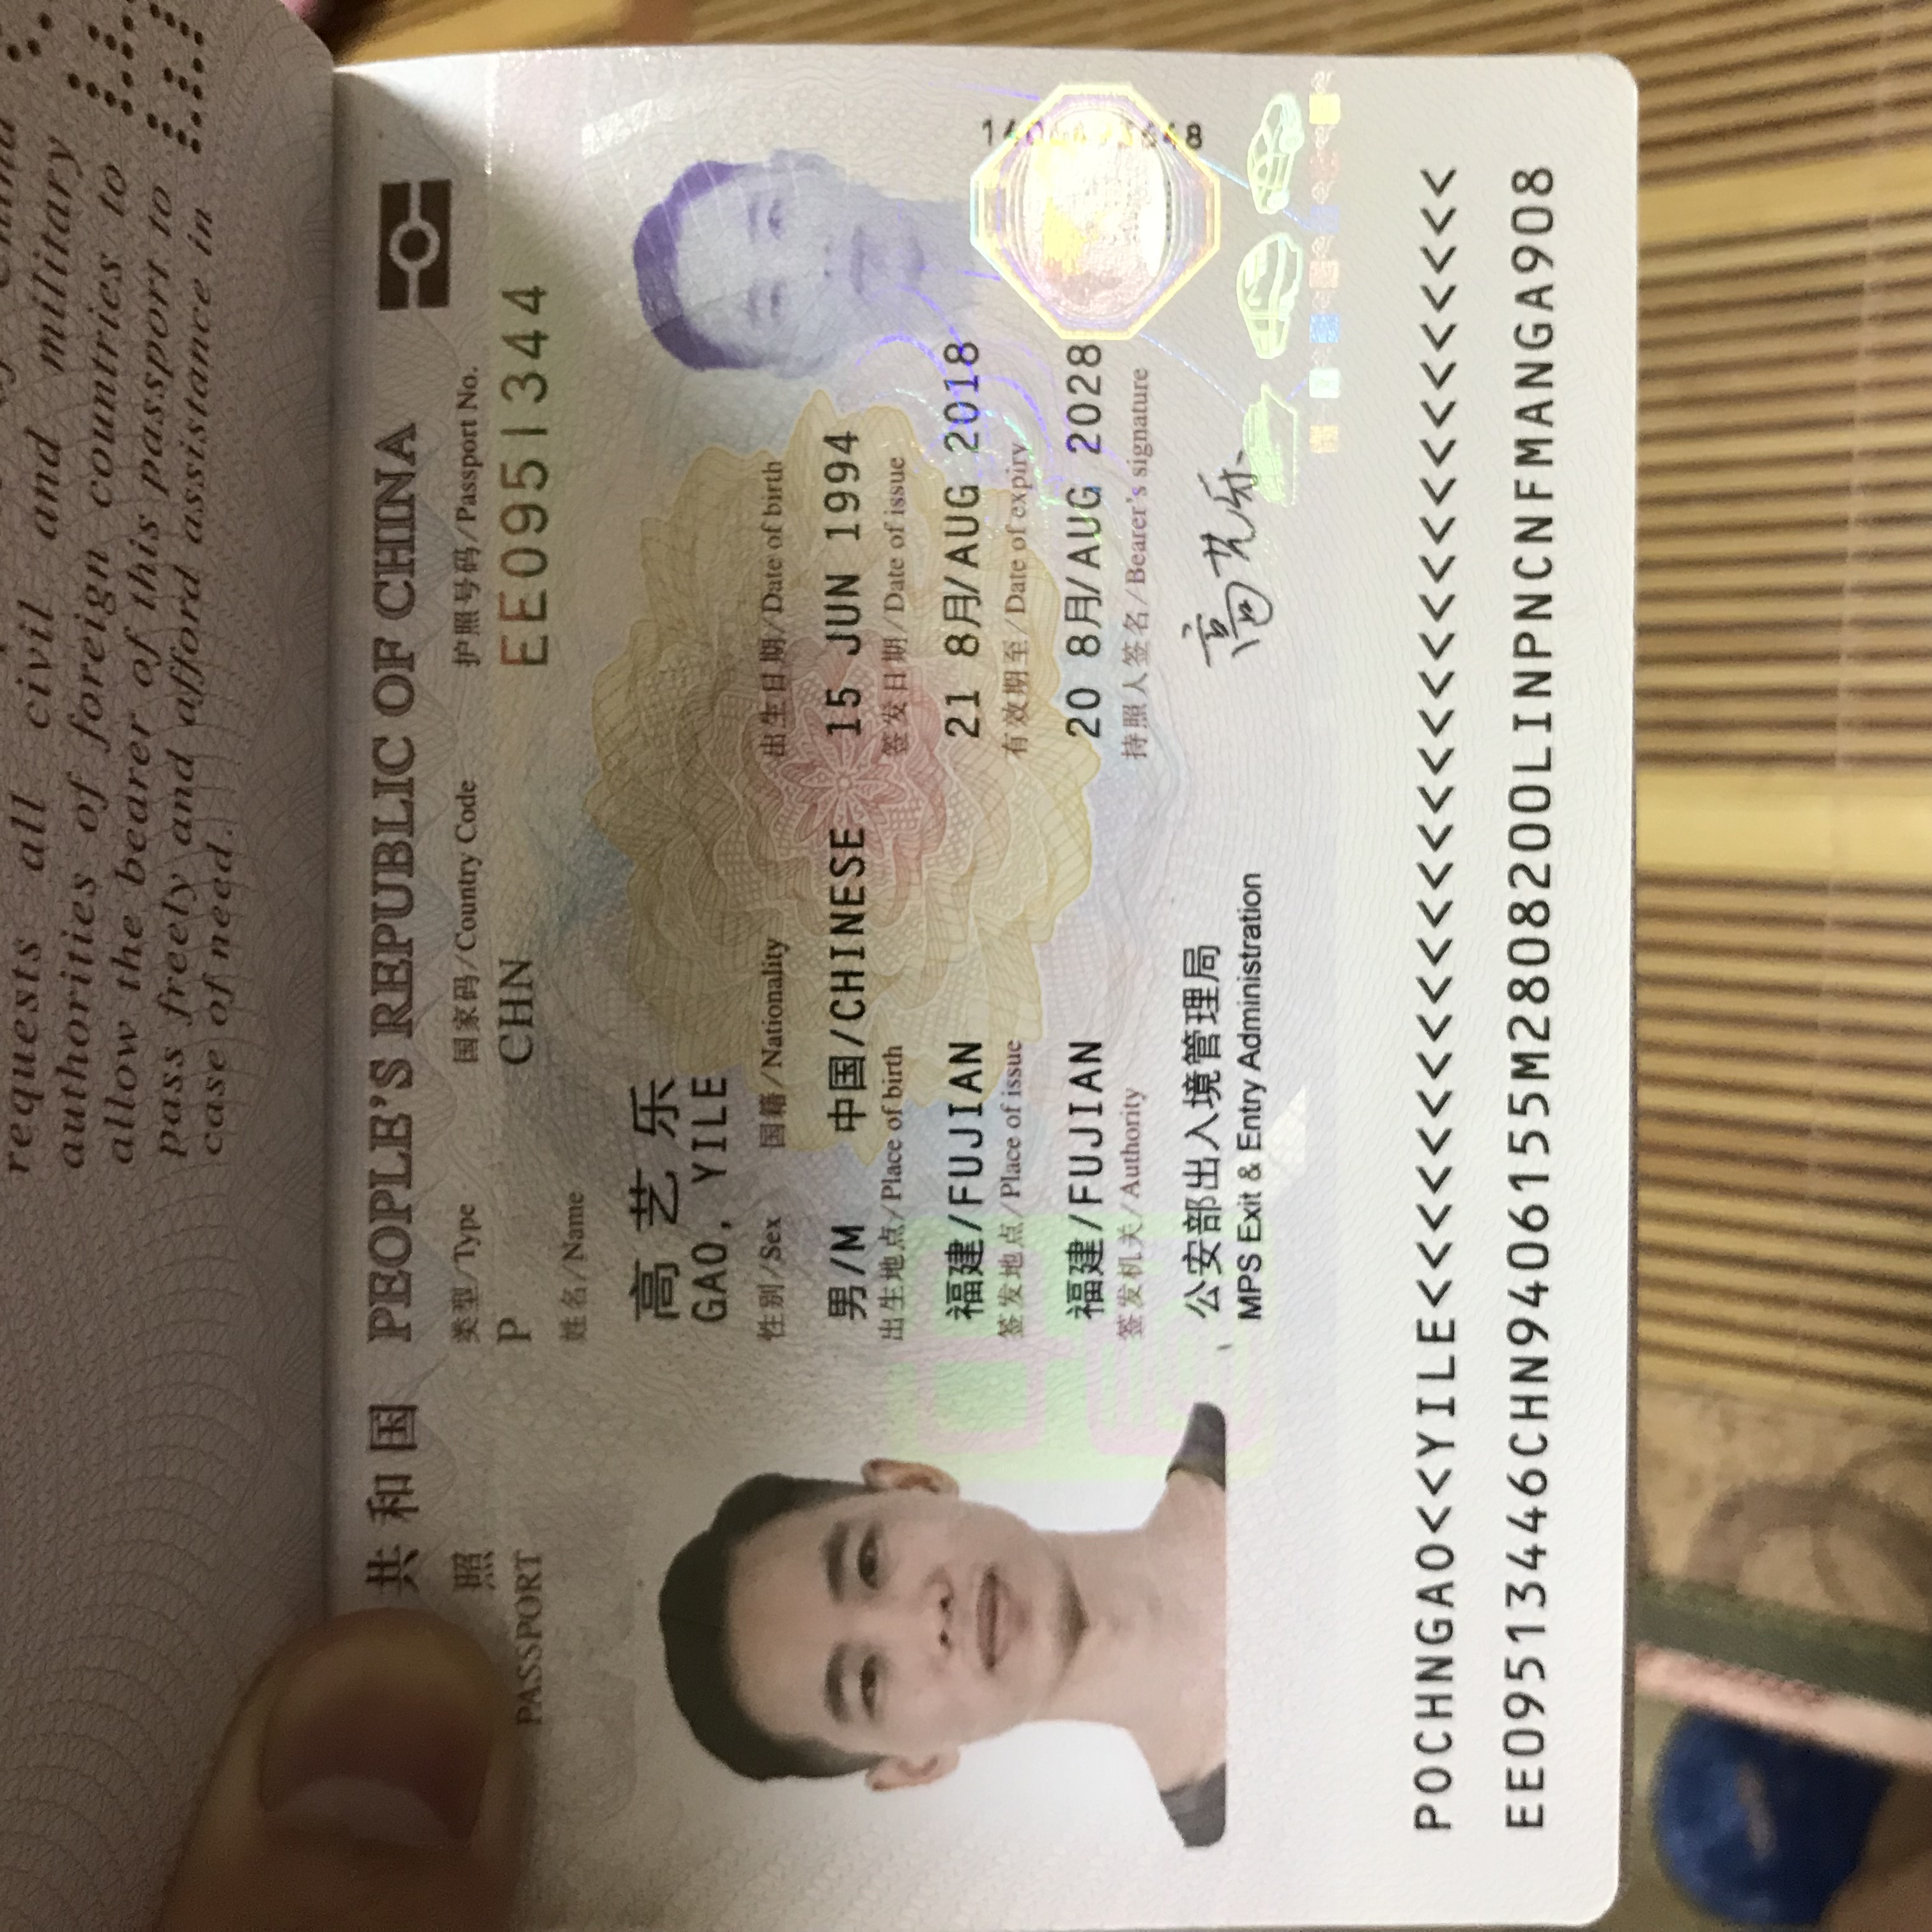 requests all civil and military
authorities of foreign countries to
allow the bearer of this passport to
pass freely and afford assistance in
case of need.
共和国 PEOPLE'S REPUBLIC OF CHINA
照
PASSPORT
类型/Type 国家码/Country Code 护照号码/Passport No.
P CHN EE0951344
姓名/Name
高艺乐
GAO, YILE
性别/Sex 国籍/Nationality 出生日期/Date of birth
男/M 中国/CHINESE 15 JUN 1994
出生地点/Place of birth 签发日期/Date of issue
福建/FUJIAN 21 8月/AUG 2018
签发地点/Place of issue 有效期至/Date of expiry
福建/FUJIAN 20 8月/AUG 2028
签发机关/Authority 持照人签名/Bearer's signature
公安部出入境管理局
MPS Exit & Entry Administration
高艺乐
POCHNGAO<<YILE<<<<<<<<<<<<<<<<<<<<<<<<<<<<<<
EE09513446CHN9406155M2808200LINPNCNFMANGA908